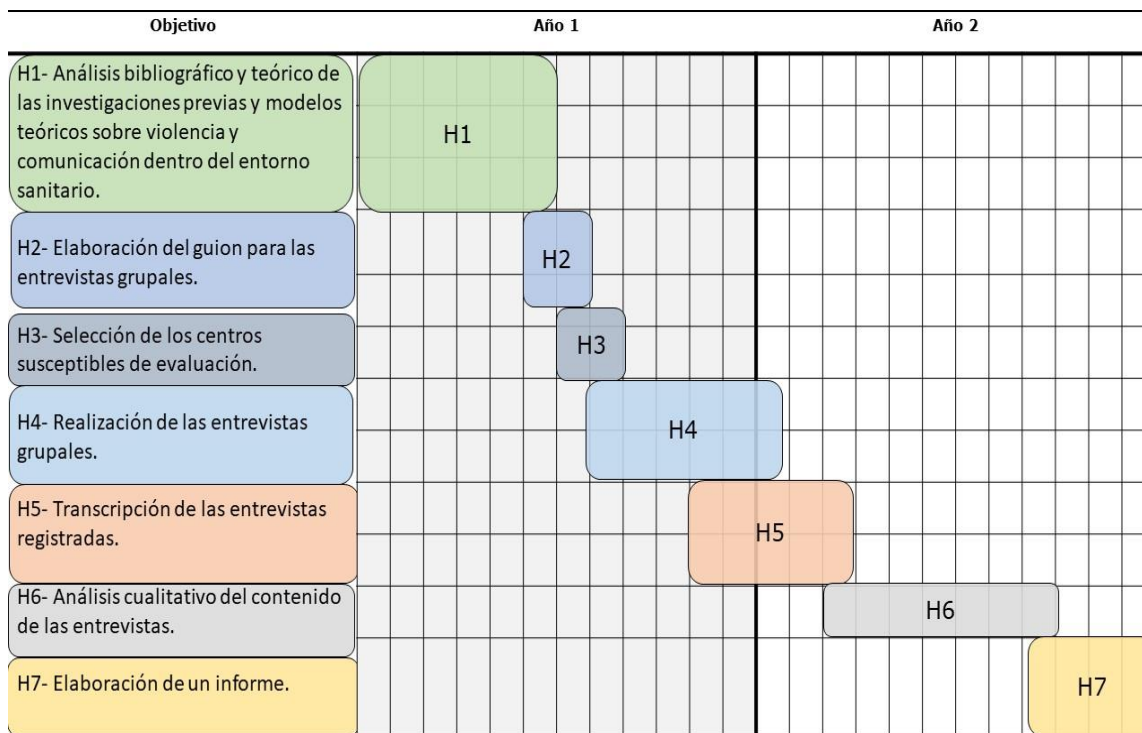 Objetivo
Año 1
Año 2
H1- Análisis bibliográfico y teórico de
las investigaciones previas y modelos
teóricos sobre violencia y
comunicación dentro del entorno
sanitario.
H1
H2- Elaboración del guion para las
entrevistas grupales.
H2
H3- Selección de los centros
susceptibles de evaluación.
H3
H4- Realización de las entrevistas
grupales.
H4
H5- Transcripción de las entrevistas
registradas.
H5
H6- Análisis cualitativo del contenido
de las entrevistas.
H6
H7- Elaboración de un informe.
H7